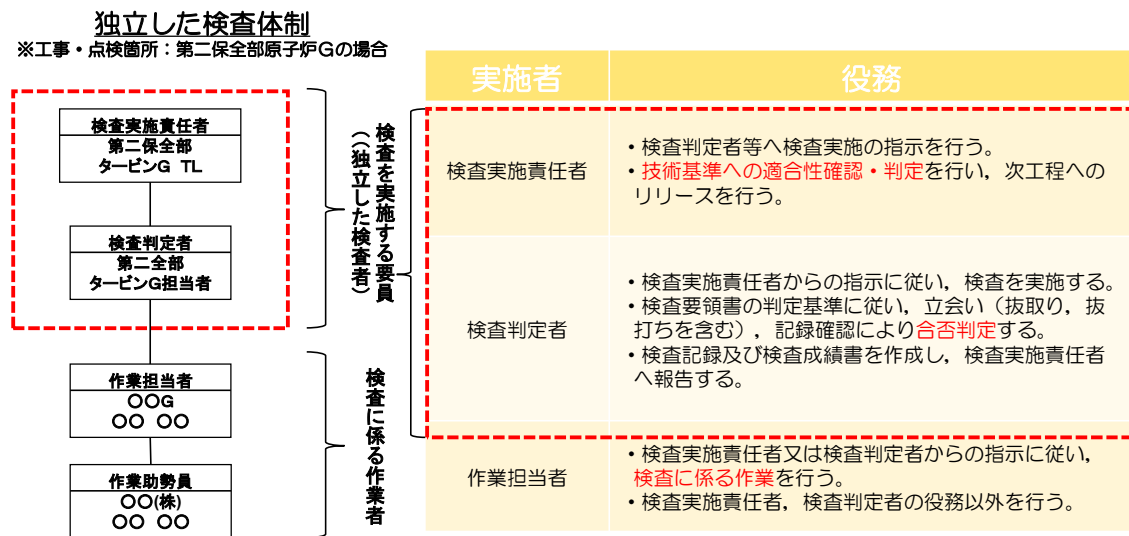 独立した検査体制
※工事・点検箇所：第二保全部原子炉Gの場合
検査実施責任者
第二保全部
タービンG TL
検査判定者
第二全部
タービンG担当者
作業担当者
〇〇G
〇〇 〇〇
作業助勢員
〇〇(株)
〇〇 〇〇
検査を実施する要員
(（独立した検査者）
検査に係る作業者
実施者
役務
検査実施責任者
・検査判定者等へ検査実施の指示を行う。
・技術基準への適合性確認・判定を行い，次工程への
リリースを行う。
検査判定者
・検査実施責任者からの指示に従い，検査を実施する。
・検査要領書の判定基準に従い，立会い（抜取り，抜
打ちを含む），記録確認により合否判定する。
・検査記録及び検査成績書を作成し，検査実施責任者
へ報告する。
作業担当者
・検査実施責任者又は検査判定者からの指示に従い，
検査に係る作業を行う。
・検査実施責任者，検査判定者の役務以外を行う。